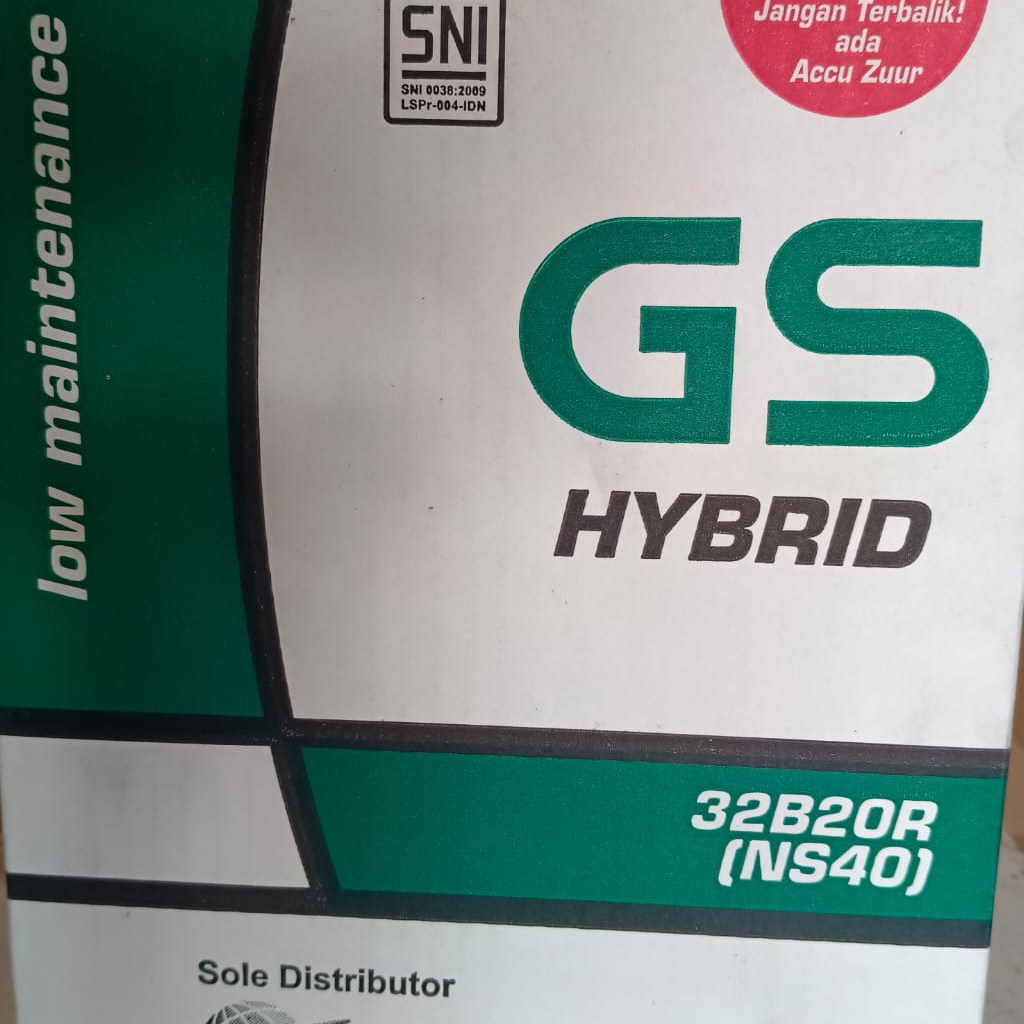 low maintenance
SNI
SNI 0038:2009
LSPr-004-IDN
Jangan Terbalik!
ada
Accu Zuur
GS
HYBRID
32B20R
(NS40)
Sole Distributor